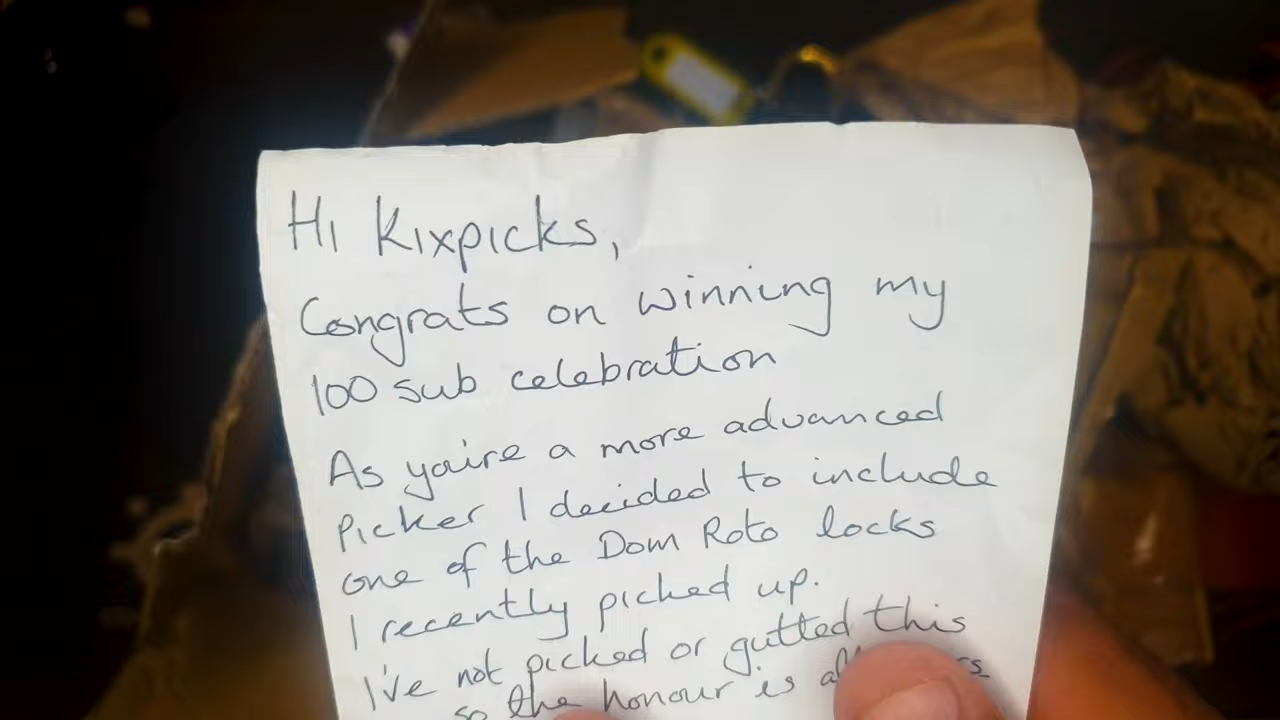 Hi Kixpicks,
Congrats on winning my
100 sub celebration
As you're a more advanced
Picker I decided to include
one of the Dom Roto locks
I recently picked up.
I've not picked or gutted this
so the honour is